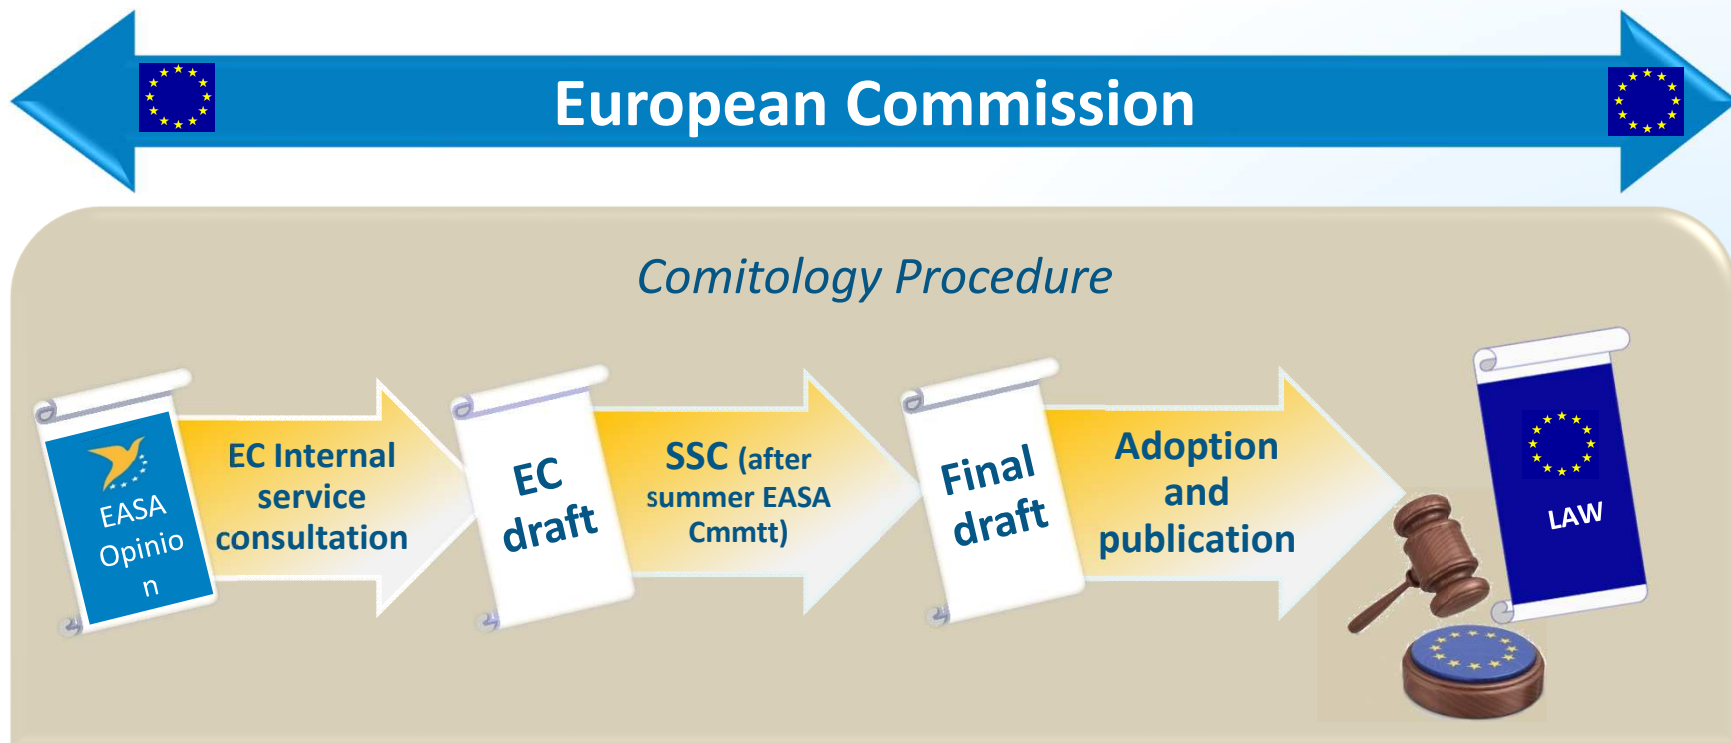 European Commission
Comitology Procedure
EASA
Opinio
n
EC Internal
service
consultation
EC
draft
SSC (after
summer EASA
Cmmtt)
Final
draft
Adoption
and
publication
LAW